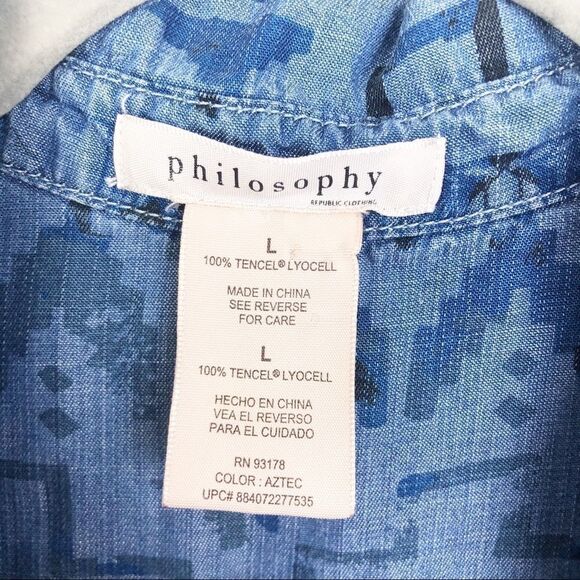 philosophy
REPUBLIC CLOTHING
L
100% TENCEL® LYOCELL
MADE IN CHINA
SEE REVERSE
FOR CARE
L
100% TENCEL® LYOCELL
HECHO EN CHINA
VEA EL REVERSO
PARA EL CUIDADO
RN 93178
COLOR : AZTEC
UPC# 884072277535